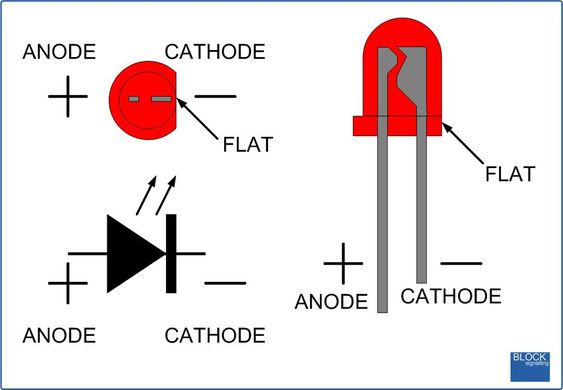 ANODE
CATHODE
+
−
FLAT
ANODE
CATHODE
+
−
FLAT
+
−
ANODE
CATHODE
BLOCK
signalling